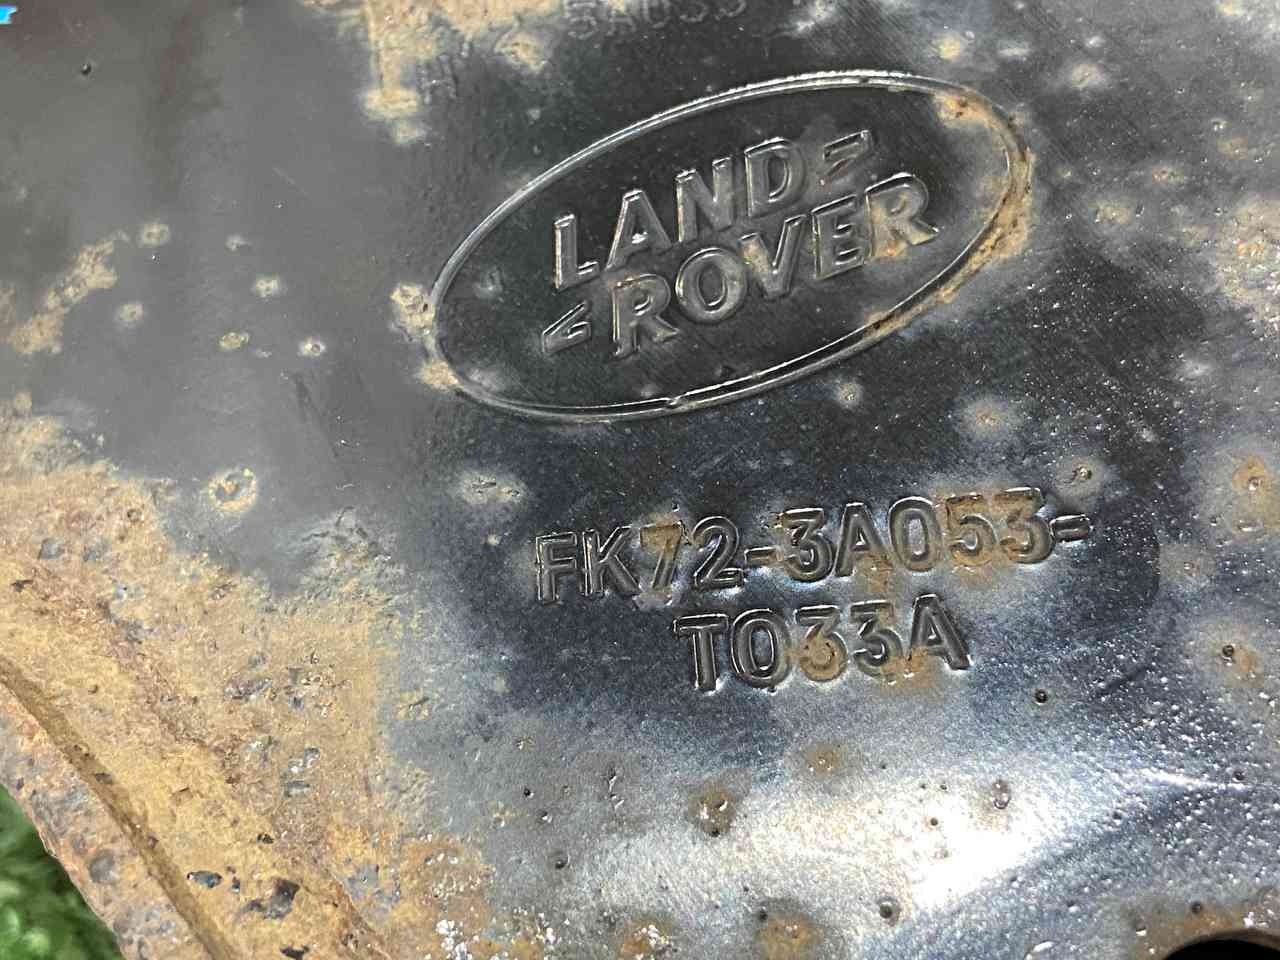 LAND
ROVER
FK72-3A053-
T033A